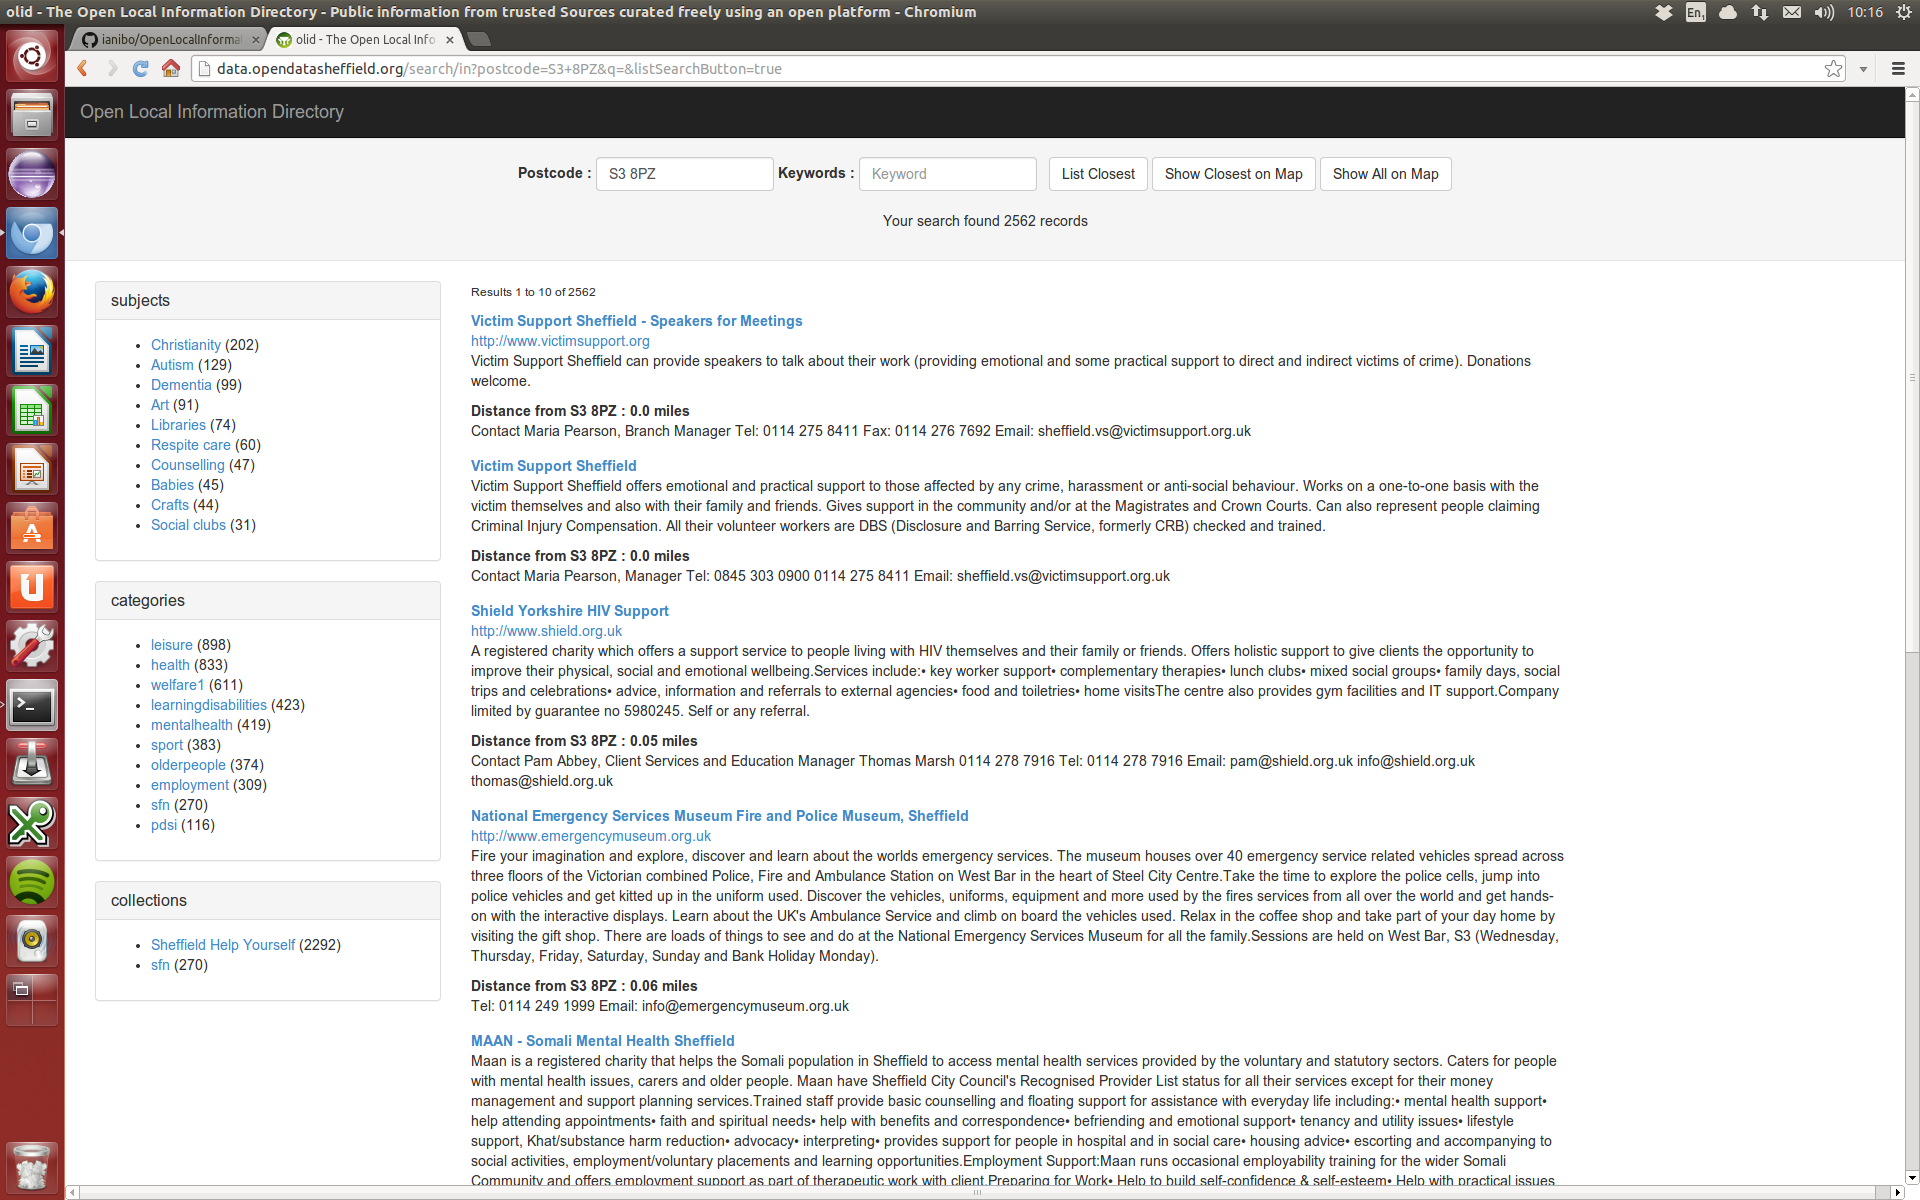 olid - The Open Local Information Directory - Public information from trusted Sources curated freely using an open platform - Chromium
En1
10:16
ianibo/OpenLocalInforma
olid - The Open Local Info
data.opendatasheffield.org/search/in?postcode=S3+8PZ&q=&listSearchButton=true
Open Local Information Directory
Postcode : S3 8PZ Keywords : Keyword List Closest Show Closest on Map Show All on Map
Your search found 2562 records
subjects
Christianity (202)
Autism (129)
Dementia (99)
Art (91)
Libraries (74)
Respite care (60)
Counselling (47)
Babies (45)
Crafts (44)
Social clubs (31)
categories
leisure (898)
health (833)
welfare1 (611)
learningdisabilities (423)
mentalhealth (419)
sport (383)
olderpeople (374)
employment (309)
sfn (270)
pdsi (116)
collections
Sheffield Help Yourself (2292)
sfn (270)
Results 1 to 10 of 2562
Victim Support Sheffield - Speakers for Meetings
http://www.victimsupport.org
Victim Support Sheffield can provide speakers to talk about their work (providing emotional and some practical support to direct and indirect victims of crime). Donations
welcome.
Distance from S3 8PZ : 0.0 miles
Contact Maria Pearson, Branch Manager Tel: 0114 275 8411 Fax: 0114 276 7692 Email: sheffield.vs@victimsupport.org.uk
Victim Support Sheffield
Victim Support Sheffield offers emotional and practical support to those affected by any crime, harassment or anti-social behaviour. Works on a one-to-one basis with the
victim themselves and also with their family and friends. Gives support in the community and/or at the Magistrates and Crown Courts. Can also represent people claiming
Criminal Injury Compensation. All their volunteer workers are DBS (Disclosure and Barring Service, formerly CRB) checked and trained.
Distance from S3 8PZ : 0.0 miles
Contact Maria Pearson, Manager Tel: 0845 303 0900 0114 275 8411 Email: sheffield.vs@victimsupport.org.uk
Shield Yorkshire HIV Support
http://www.shield.org.uk
A registered charity which offers a support service to people living with HIV themselves and their family or friends. Offers holistic support to give clients the opportunity to
improve their physical, social and emotional wellbeing.Services include:• key worker support• complementary therapies• lunch clubs• mixed social groups• family days, social
trips and celebrations• advice, information and referrals to external agencies• food and toiletries• home visitsThe centre also provides gym facilities and IT support.Company
limited by guarantee no 5980245. Self or any referral.
Distance from S3 8PZ : 0.05 miles
Contact Pam Abbey, Client Services and Education Manager Thomas Marsh 0114 278 7916 Tel: 0114 278 7916 Email: pam@shield.org.uk info@shield.org.uk
thomas@shield.org.uk
National Emergency Services Museum Fire and Police Museum, Sheffield
http://www.emergencymuseum.org.uk
Fire your imagination and explore, discover and learn about the worlds emergency services. The museum houses over 40 emergency service related vehicles spread across
three floors of the Victorian combined Police, Fire and Ambulance Station on West Bar in the heart of Steel City Centre.Take the time to explore the police cells, jump into
police vehicles and get kitted up in the uniform used. Discover the vehicles, uniforms, equipment and more used by the fires services from all over the world and get hands-
on with the interactive displays. Learn about the UK's Ambulance Service and climb on board the vehicles used. Relax in the coffee shop and take part of your day home by
visiting the gift shop. There are loads of things to see and do at the National Emergency Services Museum for all the family.Sessions are held on West Bar, S3 (Wednesday,
Thursday, Friday, Saturday, Sunday and Bank Holiday Monday).
Distance from S3 8PZ : 0.06 miles
Tel: 0114 249 1999 Email: info@emergencymuseum.org.uk
MAAN - Somali Mental Health Sheffield
Maan is a registered charity that helps the Somali population in Sheffield to access mental health services provided by the voluntary and statutory sectors. Caters for people
with mental health issues, carers and older people. Maan have Sheffield City Council's Recognised Provider List status for all their services except for their money
management and support planning services.Trained staff provide basic counselling and floating support for assistance with everyday life including:• mental health support•
help attending appointments• faith and spiritual needs• help with benefits and correspondence• befriending and emotional support• tenancy and utility issues• lifestyle
support, Khat/substance harm reduction• advocacy• interpreting• provides support for people in hospital and in social care• housing advice• escorting and accompanying to
social activities, employment/voluntary placements and learning opportunities.Employment Support:Maan runs occasional employability training for the wider Somali
Community and offers employment support as part of therapeutic work with client.Preparing for Work• Help to build self-confidence & self-esteem• Help with practical issues